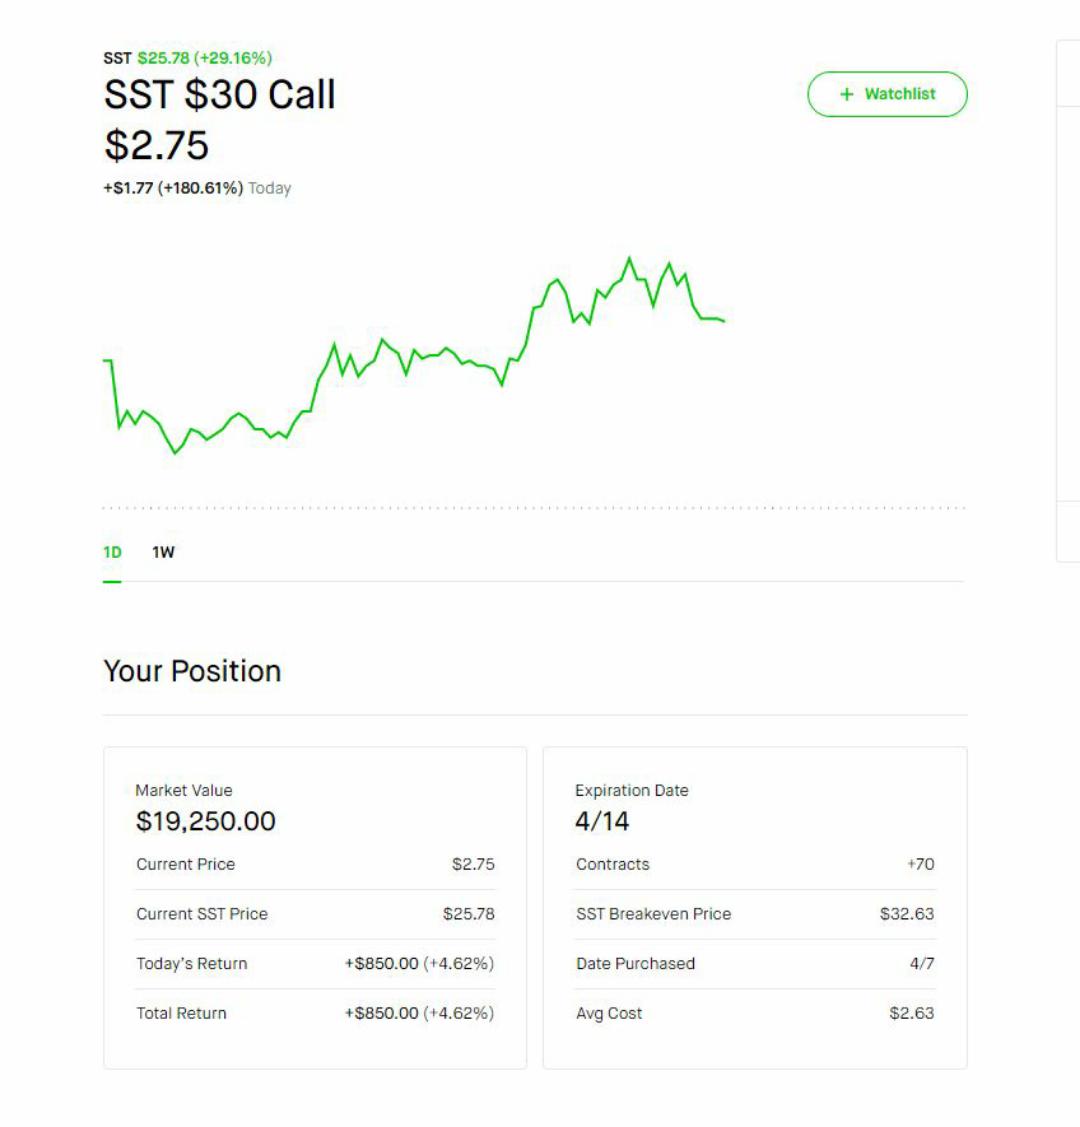 SST $25.78 (+29.16%)
SST $30 Call
$2.75
+$1.77 (+180.61%) Today
+ Watchlist
1D 1W
Your Position
Market Value
$19,250.00
Current Price $2.75
Current SST Price $25.78
Today's Return +$850.00 (+4.62%)
Total Return +$850.00 (+4.62%)
Expiration Date
4/14
Contracts +70
SST Breakeven Price $32.63
Date Purchased 4/7
Avg Cost $2.63